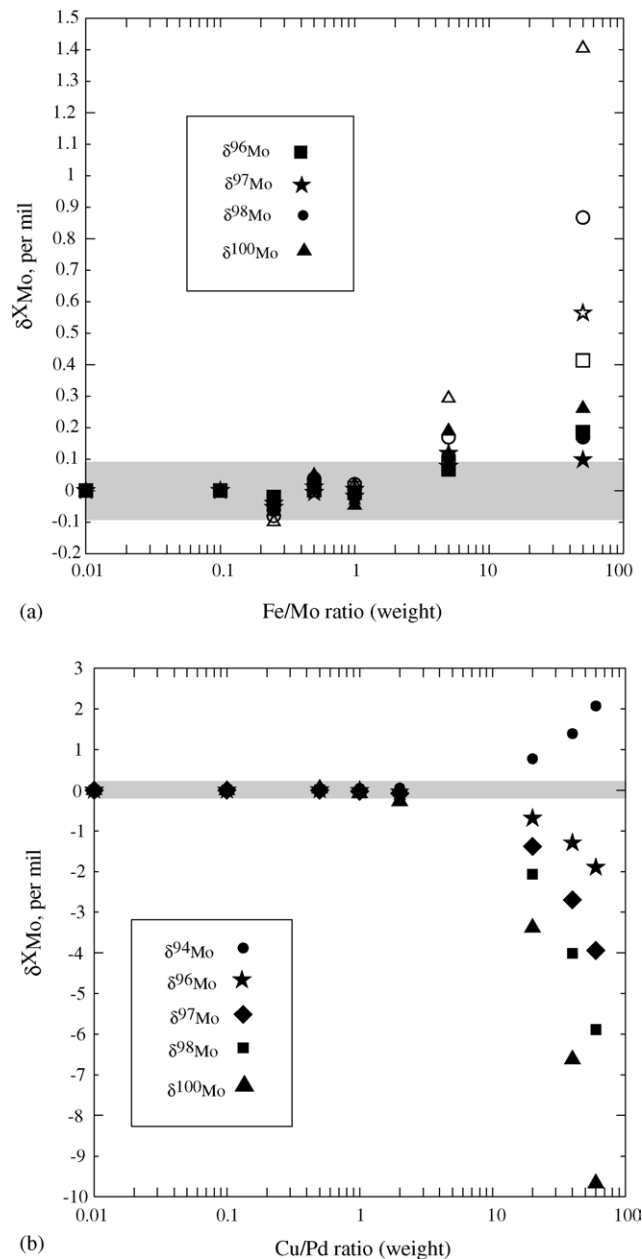 1.5
1.4
1.3
1.2
1.1
1
0.9
0.8
0.7
0.6
0.5
0.4
0.3
0.2
0.1
0
-0.1
-0.2
δXMo, per mil
δ96Mo
δ97Mo
δ98Mo
δ100Mo
0.01 0.1 1 10 100
(a) Fe/Mo ratio (weight)
3
2
1
0
-1
-2
-3
-4
-5
-6
-7
-8
-9
-10
δXMo, per mil
δ94Mo
δ96Mo
δ97Mo
δ98Mo
δ100Mo
0.01 0.1 1 10 100
(b) Cu/Pd ratio (weight)